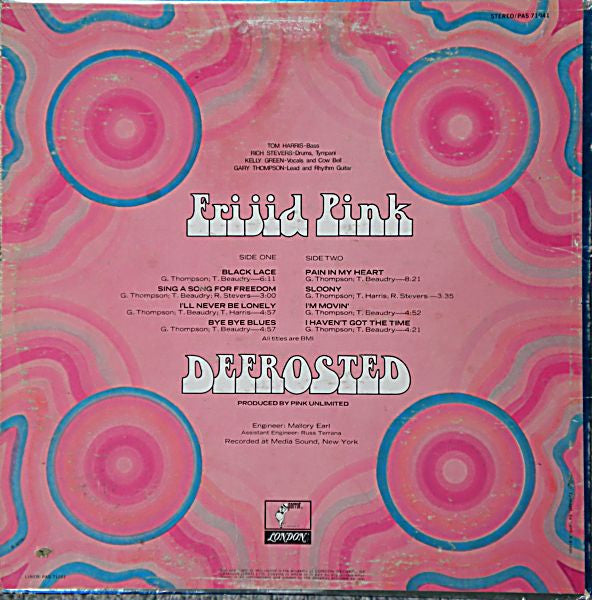 STEREO/PAS 71041
TOM HARRIS-Bass
RICH STEVERS-Drums, Tympani
KELLY GREEN-Vocals and Cow Bell
GARY THOMPSON-Lead and Rhythm Guitar
Frijid Pink
SIDE ONE
BLACK LACE
G. Thompson; T. Beaudry—6:11
SING A SONG FOR FREEDOM
G. Thompson; T. Beaudry; R. Stevers—3:00
I'LL NEVER BE LONELY
G. Thompson; T. Beaudry; T. Harris—4:57
BYE BYE BLUES
G. Thompson; T. Beaudry—4:57
SIDE TWO
PAIN IN MY HEART
G. Thompson; T. Beaudry—8:21
SLOONY
G. Thompson; T. Harris; R. Stevers—3:35
I'M MOVIN'
G. Thompson; T. Beaudry—4:52
I HAVEN'T GOT THE TIME
G. Thompson; T. Beaudry—4:21
All titles are BMI
DEFROSTED
PRODUCED BY PINK UNLIMITED
Engineer: Mallory Earl
Assistant Engineer: Russ Terrana
Recorded at Media Sound, New York
parrot
LONDON